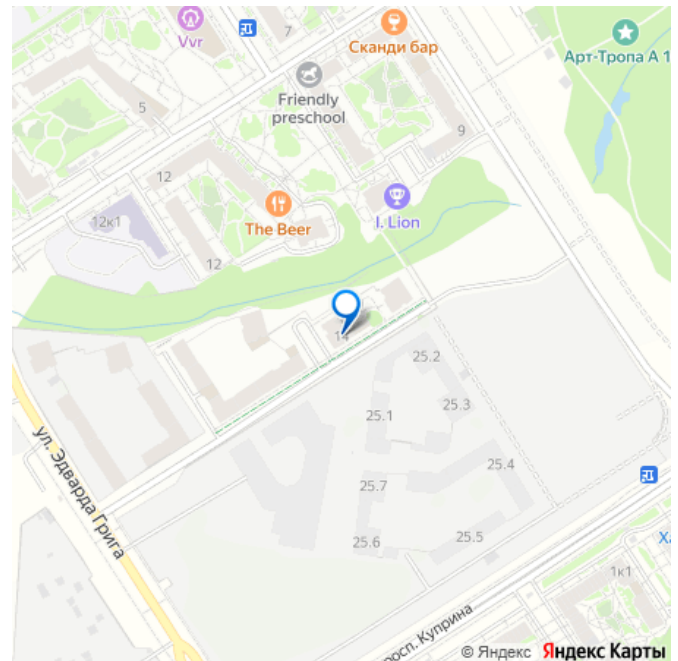 Vvr
7
Сканди бар
Арт-Тропа А 1
Friendly
preschool
5
9
12
12к1
The Beer
I. Lion
12
14
25.2
25.3
25.1
ул. Эдварда Грига
25.4
25.7
25.5
25.6
Ха
1к1
росп. Куприна
© Яндекс Яндекс Карты